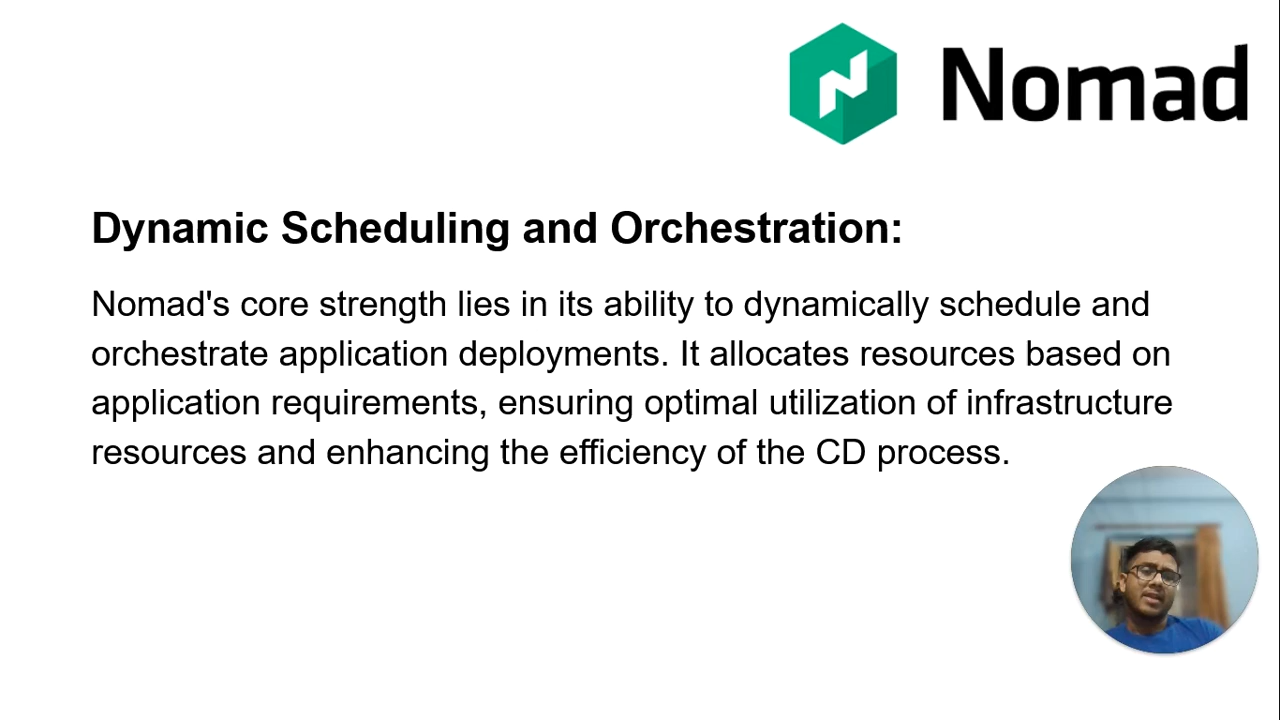 Nomad
Dynamic Scheduling and Orchestration:
Nomad's core strength lies in its ability to dynamically schedule and
orchestrate application deployments. It allocates resources based on
application requirements, ensuring optimal utilization of infrastructure
resources and enhancing the efficiency of the CD process.